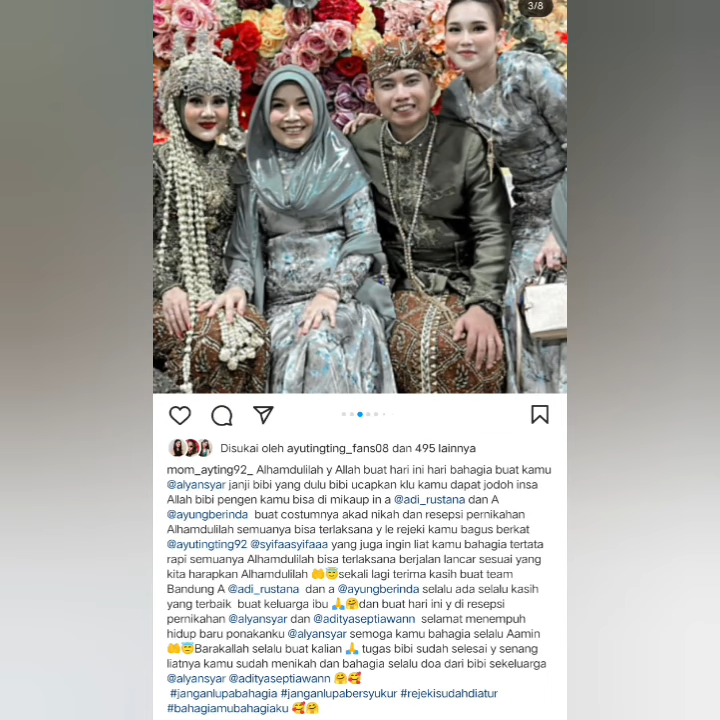 3/8
Disukai oleh ayutingting_fans08 dan 495 lainnya
mom_ayting92_ Alhamdulilah y Allah buat hari ini hari bahagia buat kamu
@alyansyar janji bibi yang dulu bibi ucapkan klu kamu dapat jodoh insa
Allah bibi pengen kamu bisa di mikaup in a @adi_rustana dan A
@ayungberinda buat costumnya akad nikah dan resepsi pernikahan
Alhamdulilah semuanya bisa terlaksana y le rejeki kamu bagus berkat
@ayutingting92 @syifaasyifaaa yang juga ingin liat kamu bahagia tertata
rapi semuanya Alhamdulilah bisa terlaksana berjalan lancar sesuai yang
kita harapkan Alhamdulilah 🤲😇sekali lagi terima kasih buat team
Bandung A @adi_rustana dan a @ayungberinda selalu ada selalu kasih
yang terbaik buat keluarga ibu 🙏🤗dan buat hari ini y di resepsi
pernikahan @alyansyar dan @adityaseptiawann selamat menempuh
hidup baru ponakanku @alyansyar semoga kamu bahagia selalu Aamin
🤲😇Barakallah selalu buat kalian 🙏 tugas bibi sudah selesai y senang
liatnya kamu sudah menikah dan bahagia selalu doa dari bibi sekeluarga
@alyansyar @adityaseptiawann 🤗🥰
#janganlupabahagia #janganlupabersyukur #rejekisudahdiatur
#bahagiamubahagiaku 🥰🤗